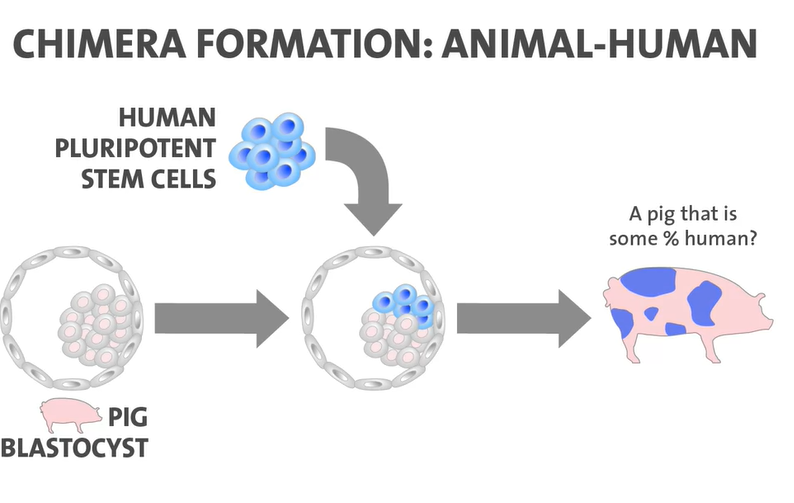 CHIMERA FORMATION: ANIMAL-HUMAN
HUMAN
PLURIPOTENT
STEM CELLS
A pig that is
some % human?
PIG
BLASTOCYST